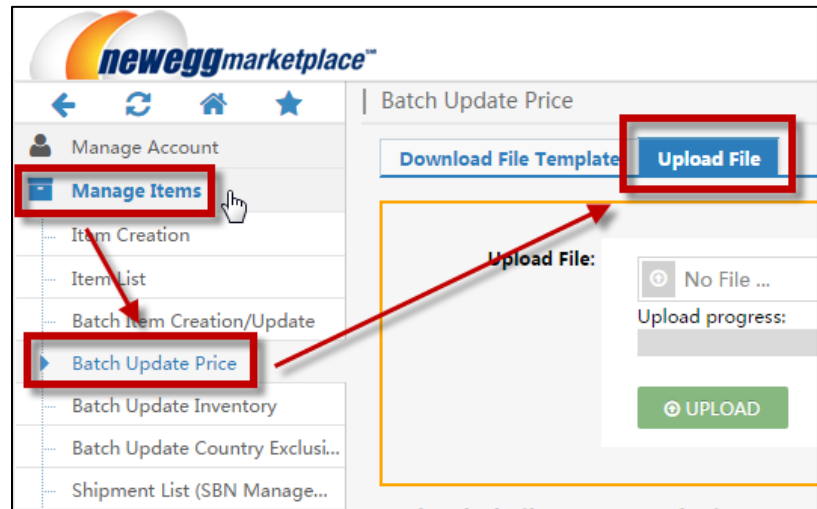 neweggmarketplace℠
Batch Update Price
Manage Account
Manage Items
Item Creation
Item List
Batch Item Creation/Update
Batch Update Price
Batch Update Inventory
Batch Update Country Exclusi...
Shipment List (SBN Manage...
Download File Template
Upload File
Upload File:
No File ...
Upload progress:
UPLOAD